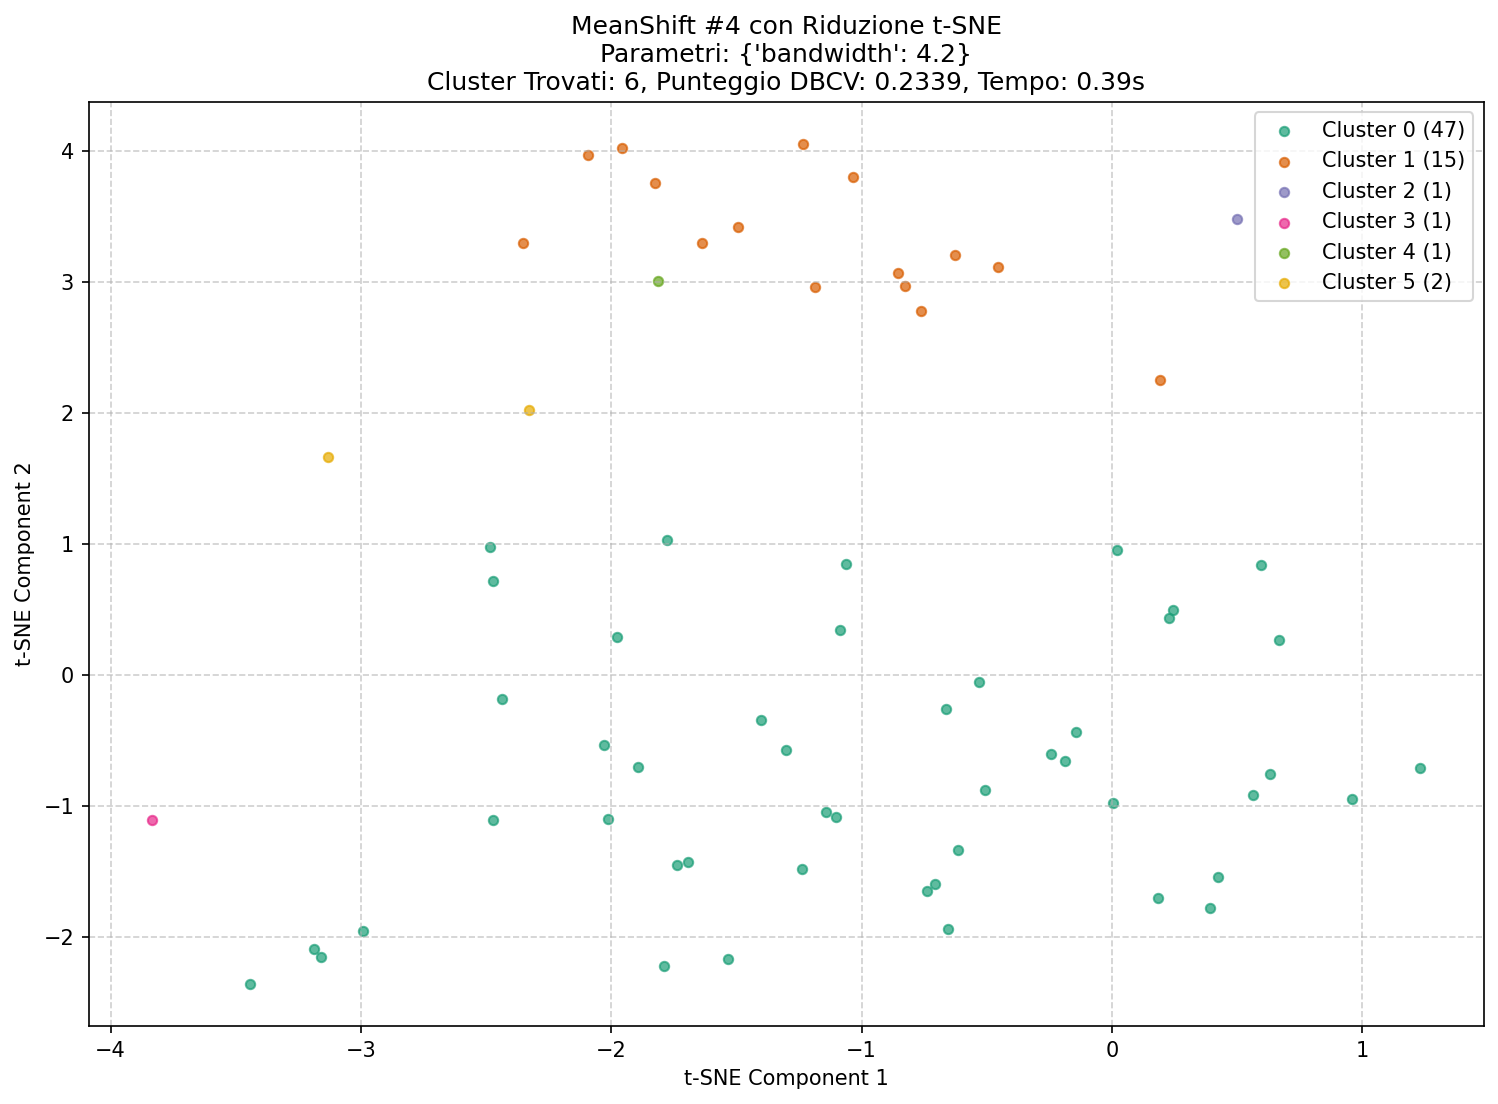 MeanShift #4 con Riduzione t-SNE
Parametri: {'bandwidth': 4.2}
Cluster Trovati: 6, Punteggio DBCV: 0.2339, Tempo: 0.39s
Cluster 0 (47)
Cluster 1 (15)
Cluster 2 (1)
Cluster 3 (1)
Cluster 4 (1)
Cluster 5 (2)
t-SNE Component 2
4
3
2
1
0
−1
−2
−4 −3 −2 −1 0 1
t-SNE Component 1